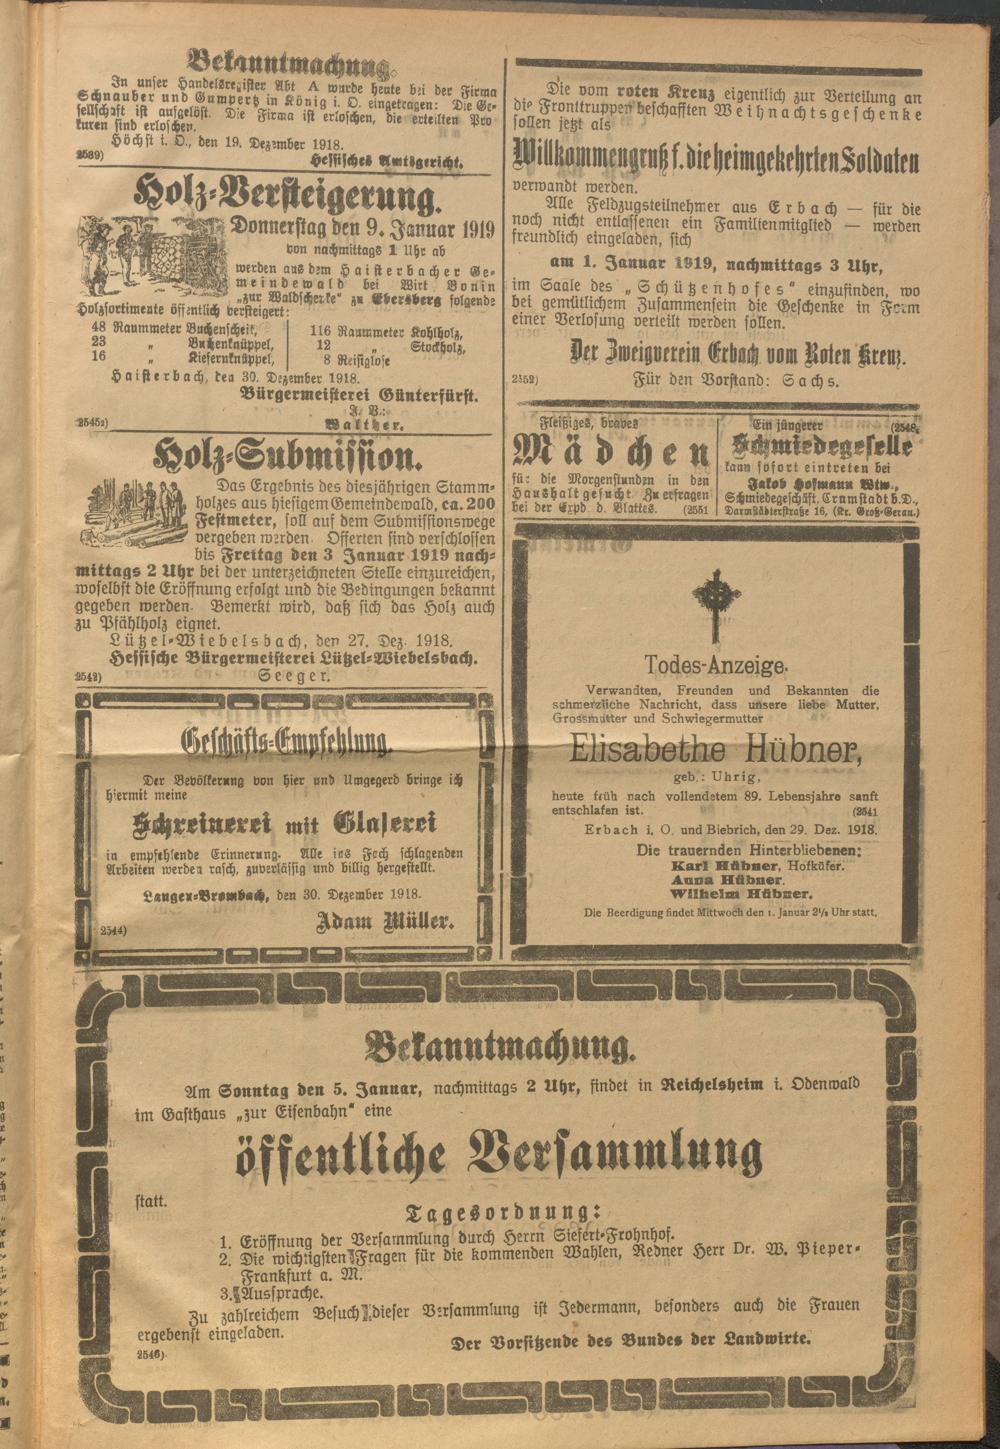 Bekanntmachung.
In unser Handelsregister Abt A wurde heute bei der Firma
Schnauber und Gumpertz in König i. O. eingetragen: Die Ge-
sellschaft ist aufgelöst. Die Firma ist erloschen, die erteilten Pro
kuren sind erloschen.
Höchst i. O., den 19. Dezember 1918.
2539)
Hessisches Amtsgericht.
Holz-Versteigerung.
Donnerstag den 9. Januar 1919
von nachmittags 1 Uhr ab
werden aus dem Haisterbacher Ge-
meindewald bei Wirt Bonin
„zur Waldschenke" zu Ebersberg folgende
Holzsortimente öffentlich versteigert:
48 Raummeter Buchenscheit,
23 „ Buchenknüppel,
16 „ Kiefernknüppel,
116 Raummeter Kohlholz,
12 „ Stockholz,
8 Reisiglose
Haisterbach, den 30. Dezember 1918.
Bürgermeisterei Günterfürst.
J. V.:
2545a)
Walther.
Holz-Submission.
Das Ergebnis des diesjährigen Stamm-
holzes aus hiesigem Gemeindewald, ca. 200
Festmeter, soll auf dem Submissionswege
vergeben werden. Offerten sind verschlossen
bis Freitag den 3 Januar 1919 nach-
mittags 2 Uhr bei der unterzeichneten Stelle einzureichen,
woselbst die Eröffnung erfolgt und die Bedingungen bekannt
gegeben werden. Bemerkt wird, daß sich das Holz auch
zu Pfählholz eignet.
Lützel-Wiebelsbach, den 27. Dez. 1918.
Hessische Bürgermeisterei Lützel-Wiebelsbach.
2542)
Seeger.
Geschäfts-Empfehlung.
Der Bevölkerung von hier und Umgegend bringe ich
hiermit meine
Schreinerei mit Glaserei
in empfehlende Erinnerung. Alle ins Fach schlagenden
Arbeiten werden rasch, zuverlässig und billig hergestellt.
Langen-Brombach, den 30. Dezember 1918.
2544)
Adam Müller.
Die vom roten Kreuz eigentlich zur Verteilung an
die Fronttruppen beschafften Weihnachtsgeschenke
sollen jetzt als
Willkommengruß f. die heimgekehrten Soldaten
verwandt werden.
Alle Feldzugsteilnehmer aus Erbach — für die
noch nicht entlassenen ein Familienmitglied — werden
freundlich eingeladen, sich
am 1. Januar 1919, nachmittags 3 Uhr,
im Saale des „Schützenhofes" einzufinden, wo
bei gemütlichem Zusammensein die Geschenke in Form
einer Verlosung verteilt werden sollen.
Der Zweigverein Erbach vom Roten Kreuz.
2552)
Für den Vorstand: Sachs.
Fleißiges, braves
Mädchen
für die Morgenstunden in den
Haushalt gesucht. Zu erfragen
bei der Expd. d. Blattes. (2551
Ein jüngerer (2548
Schmiedegeselle
kann sofort eintreten bei
Jakob Hofmann Wtw.,
Schmiedegeschäft, Cramstadt b.D.,
Darmstädterstraße 16, (Kr. Groß-Gerau.)
Todes-Anzeige.
Verwandten, Freunden und Bekannten die
schmerzliche Nachricht, dass unsere liebe Mutter,
Grossmutter und Schwiegermutter
Elisabethe Hübner,
geb.: Uhrig,
heute früh nach vollendetem 89. Lebensjahre sanft
entschlafen ist. (2541
Erbach i. O. und Biebrich, den 29. Dez. 1918.
Die trauernden Hinterbliebenen:
Karl Hübner, Hofküfer.
Anna Hübner.
Wilhelm Hübner.
Die Beerdigung findet Mittwoch den 1. Januar 2½ Uhr statt.
Bekanntmachung.
Am Sonntag den 5. Januar, nachmittags 2 Uhr, findet in Reichelsheim i. Odenwald
im Gasthaus „zur Eisenbahn" eine
öffentliche Versammlung
statt.
Tagesordnung:
1. Eröffnung der Versammlung durch Herrn Siefert-Frohnhof.
2. Die wichtigsten Fragen für die kommenden Wahlen, Redner Herr Dr. W. Pieper-
Frankfurt a. M.
3. Aussprache.
Zu zahlreichem Besuch dieser Versammlung ist Jedermann, besonders auch die Frauen
ergebenst eingeladen.
2546)
Der Vorsitzende des Bundes der Landwirte.